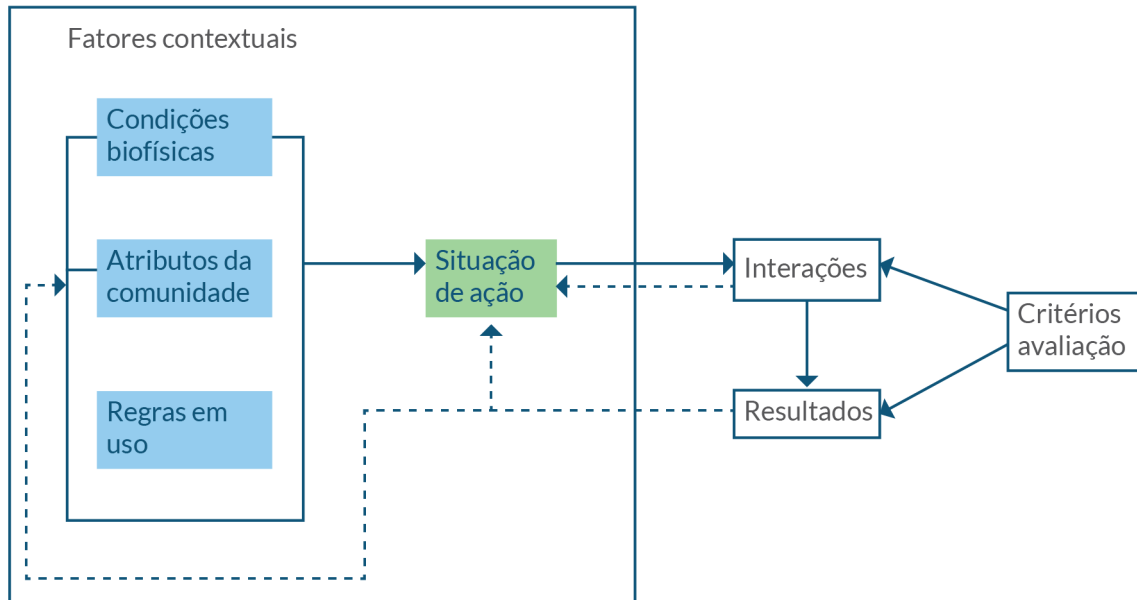 Fatores contextuais
Condições
biofísicas
Atributos da
comunidade
Regras em
uso
Situação
de ação
Interações
Resultados
Critérios
avaliação